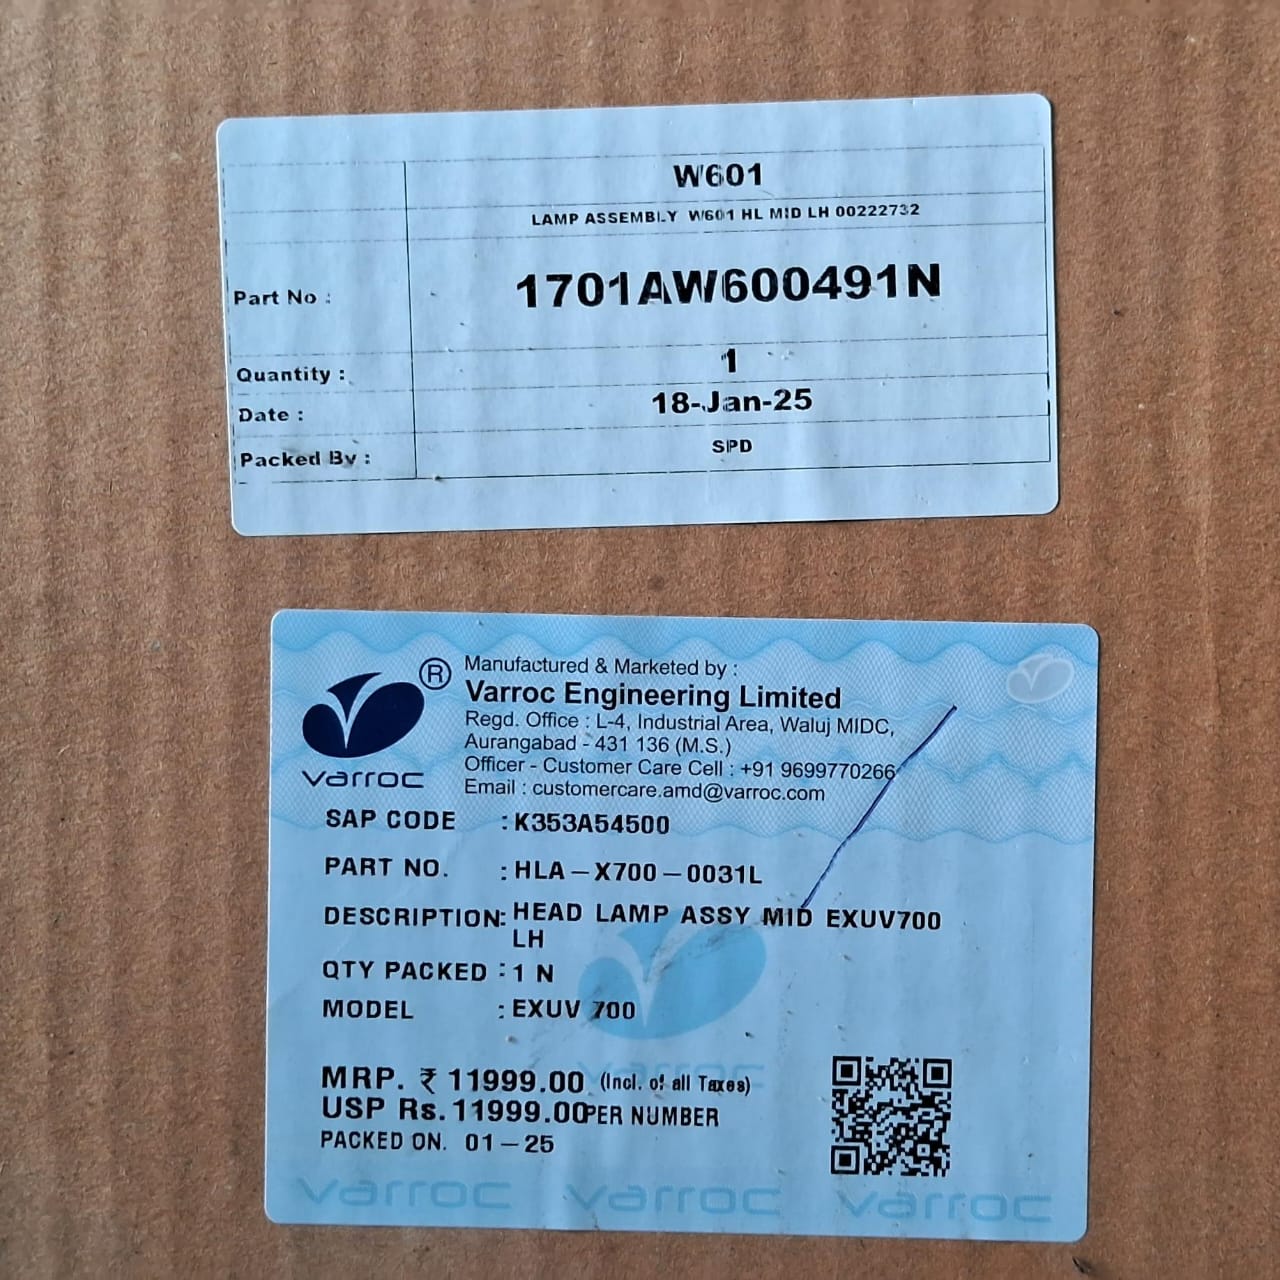 W601
LAMP ASSEMBLY W601 HL MID LH 00222732
Part No : 1701AW600491N
Quantity : 1
Date : 18-Jan-25
Packed By : SPD
varroc
®
Manufactured & Marketed by :
Varroc Engineering Limited
Regd. Office : L-4, Industrial Area, Waluj MIDC,
Aurangabad - 431 136 (M.S.)
Officer - Customer Care Cell : +91 9699770266
Email : customercare.amd@varroc.com
SAP CODE : K353A54500
PART NO. : HLA-X700-0031L
DESCRIPTION: HEAD LAMP ASSY MID EXUV700
LH
QTY PACKED : 1 N
MODEL : EXUV 700
MRP. ₹ 11999.00 (Incl. of all Taxes)
USP Rs. 11999.00PER NUMBER
PACKED ON. 01-25
varroc varroc varroc